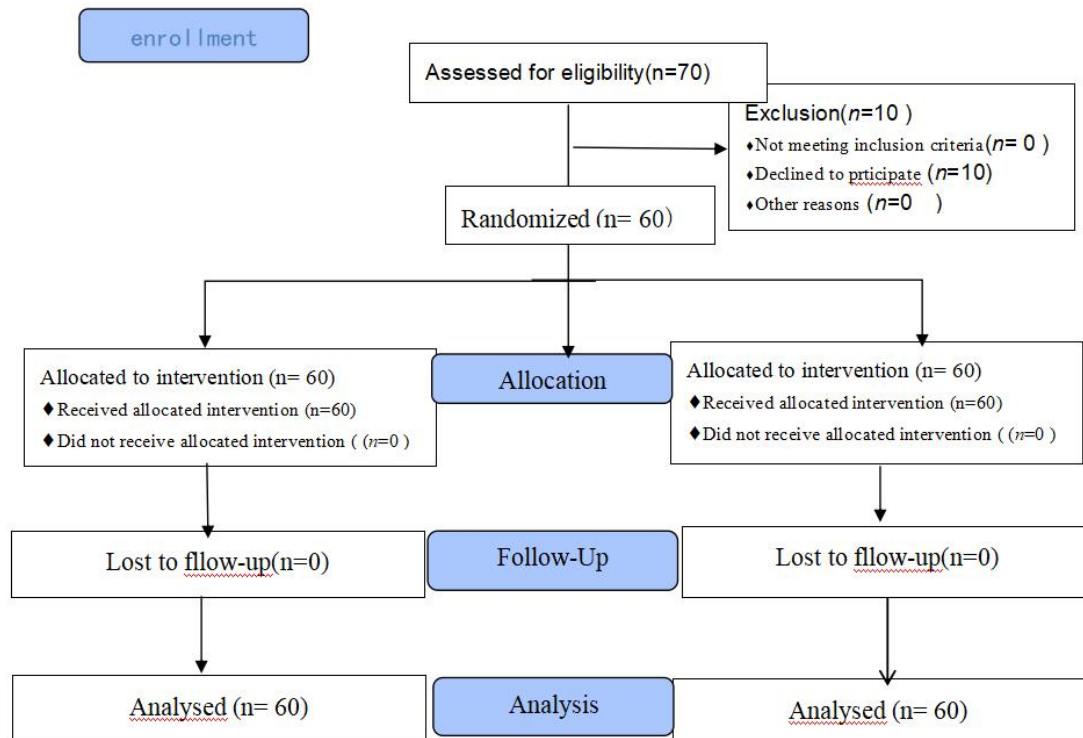 enrollment
Assessed for eligibility(n=70)
Exclusion(n=10 )
♦Not meeting inclusion criteria(n= 0 )
♦Declined to prticipate (n=10)
♦Other reasons (n=0 )
Randomized (n= 60)
Allocated to intervention (n= 60)
♦Received allocated intervention (n=60)
♦Did not receive allocated intervention ( (n=0 )
Allocation
Allocated to intervention (n= 60)
♦Received allocated intervention (n=60)
♦Did not receive allocated intervention ( (n=0 )
Lost to fllow-up(n=0)
Follow-Up
Lost to fllow-up(n=0)
Analysed (n= 60)
Analysis
Analysed (n= 60)